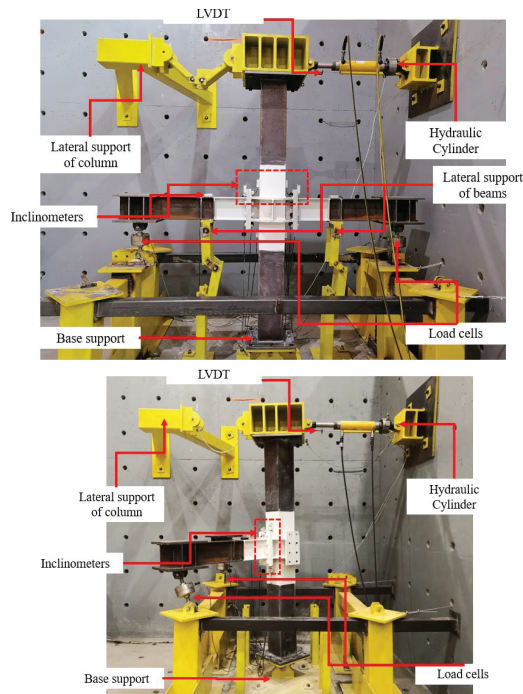 LVDT
Lateral support
of column
Hydraulic
Cylinder
Inclinometers
Lateral support
of beams
Base support
Load cells
LVDT
Lateral support
of column
Hydraulic
Cylinder
Inclinometers
Base support
Load cells